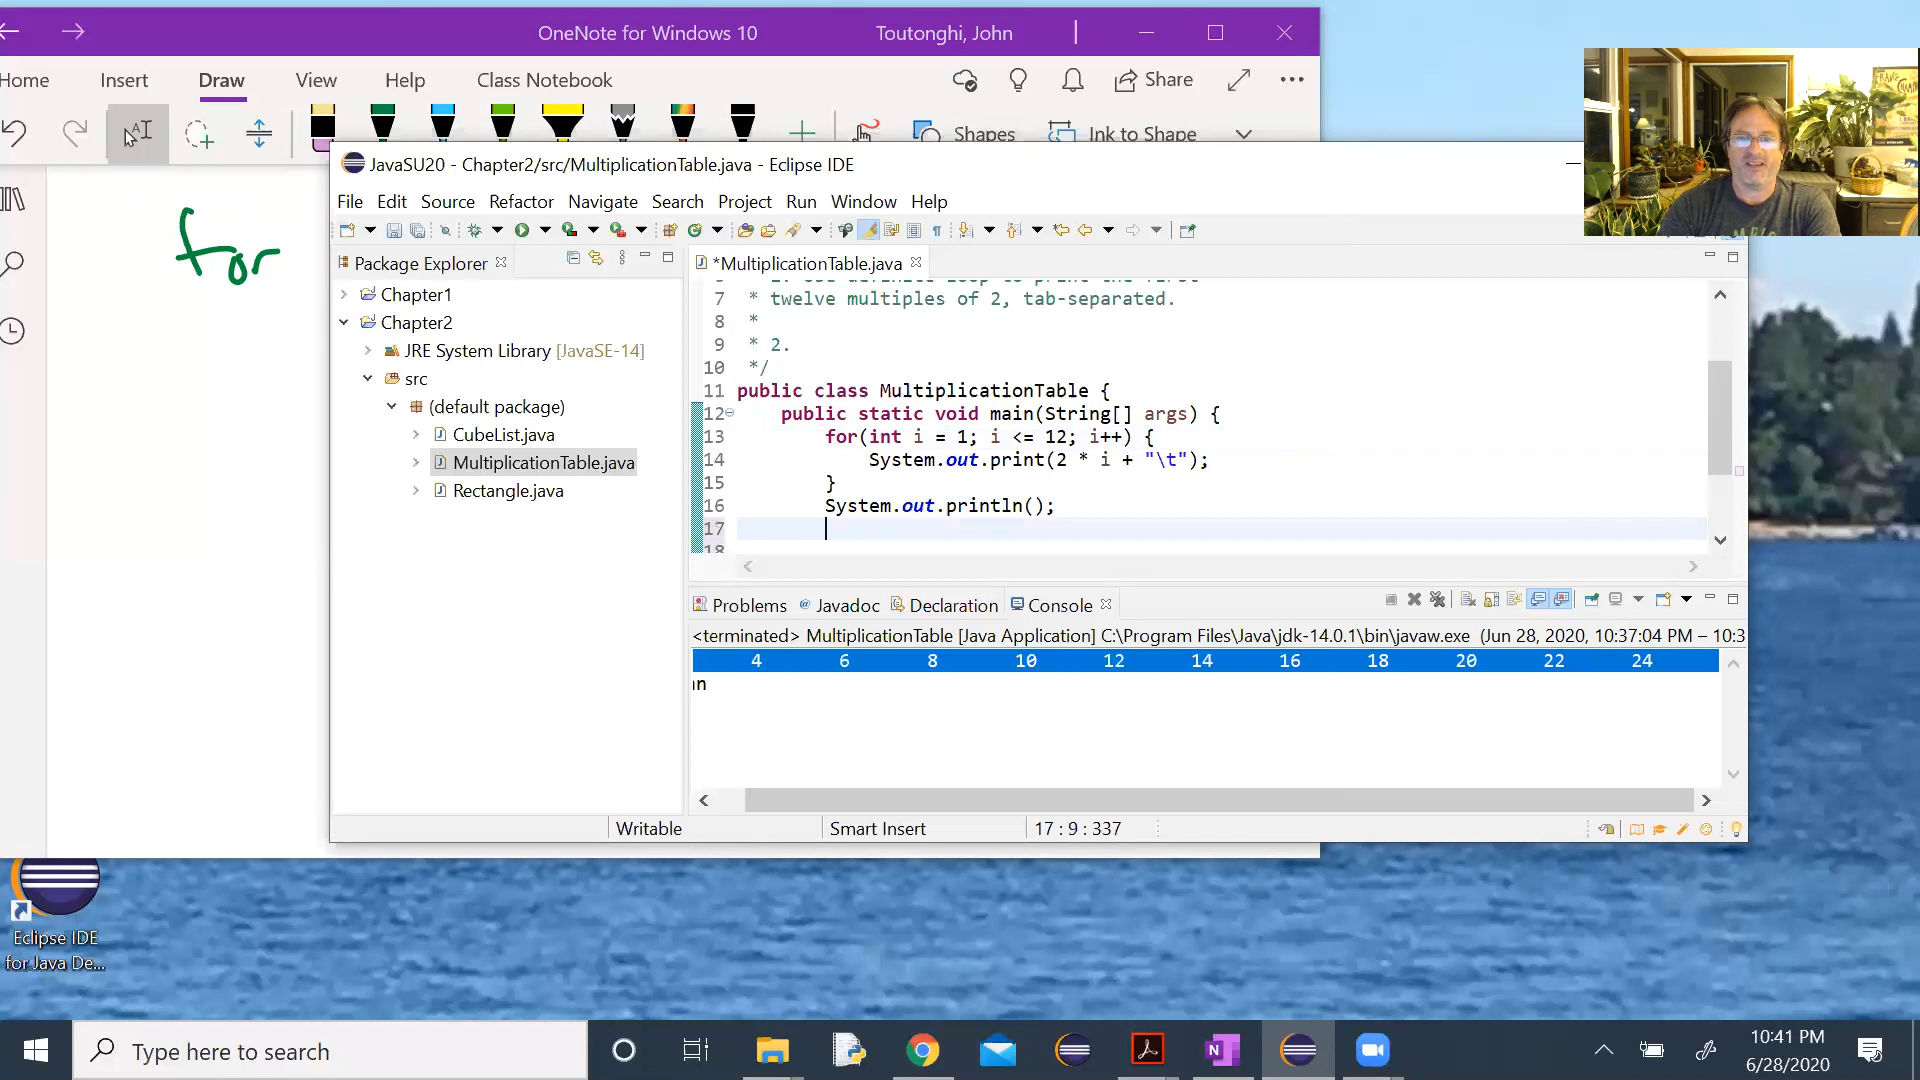 OneNote for Windows 10
Toutonghi, John
Home Insert Draw View Help Class Notebook
Share
Shapes
Ink to Shape
for
JavaSU20 - Chapter2/src/MultiplicationTable.java - Eclipse IDE
File Edit Source Refactor Navigate Search Project Run Window Help
Package Explorer
Chapter1
Chapter2
JRE System Library [JavaSE-14]
src
(default package)
CubeList.java
MultiplicationTable.java
Rectangle.java
*MultiplicationTable.java
7 * twelve multiples of 2, tab-separated.
8 *
9 * 2.
10 */
11 public class MultiplicationTable {
12 public static void main(String[] args) {
13 for(int i = 1; i <= 12; i++) {
14 System.out.print(2 * i + "\t");
15 }
16 System.out.println();
17
18
Problems Javadoc Declaration Console
<terminated> MultiplicationTable [Java Application] C:\Program Files\Java\jdk-14.0.1\bin\javaw.exe (Jun 28, 2020, 10:37:04 PM – 10:3
4 6 8 10 12 14 16 18 20 22 24
Writable
Smart Insert
17 : 9 : 337
Eclipse IDE
for Java De...
Type here to search
10:41 PM
6/28/2020